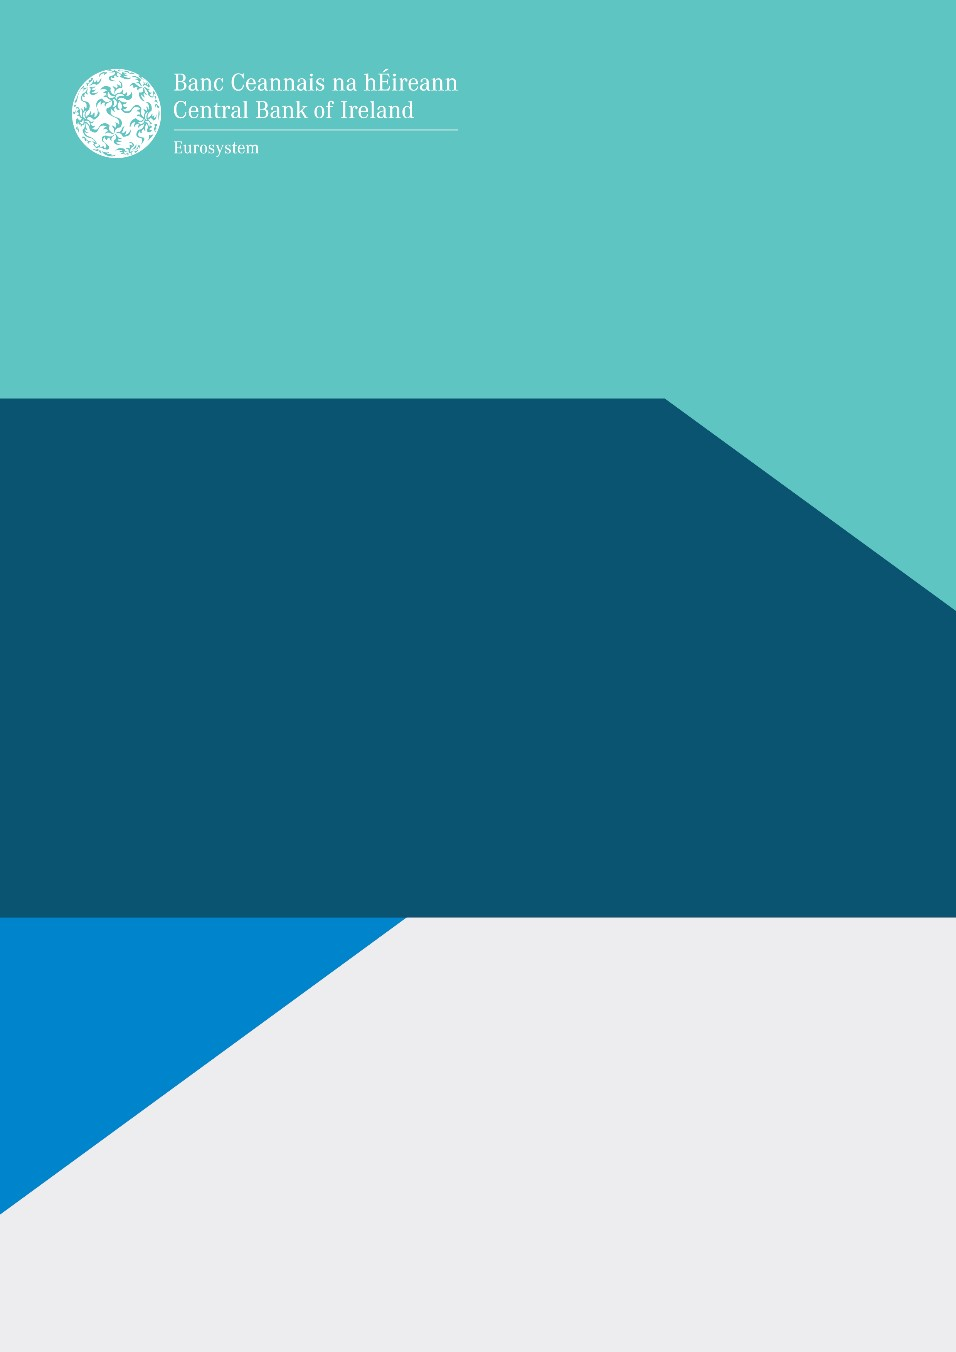 Banc Ceannais na hÉireann
Central Bank of Ireland
Eurosystem